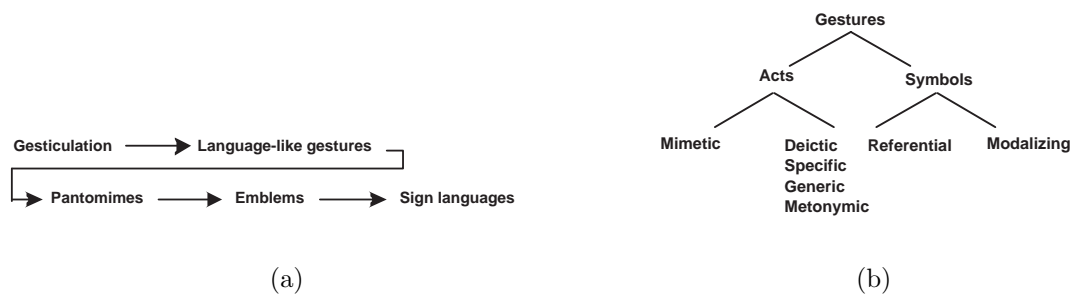 Gesticulation
Language-like gestures
Pantomimes
Emblems
Sign languages
(a)
Gestures
Acts
Symbols
Mimetic
Deictic
Specific
Generic
Metonymic
Referential
Modalizing
(b)